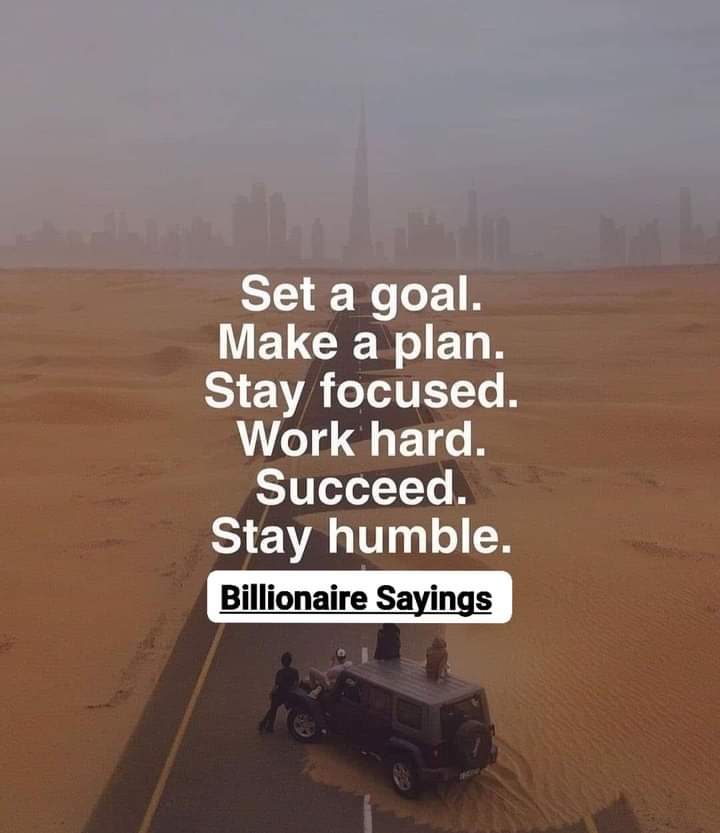 Set a goal.
Make a plan.
Stay focused.
Work hard.
Succeed.
Stay humble.
Billionaire Sayings